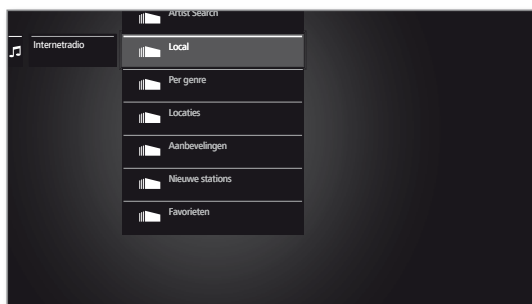 Artist Search
Internetradio
Local
Per genre
Locaties
Aanbevelingen
Nieuwe stations
Favorieten